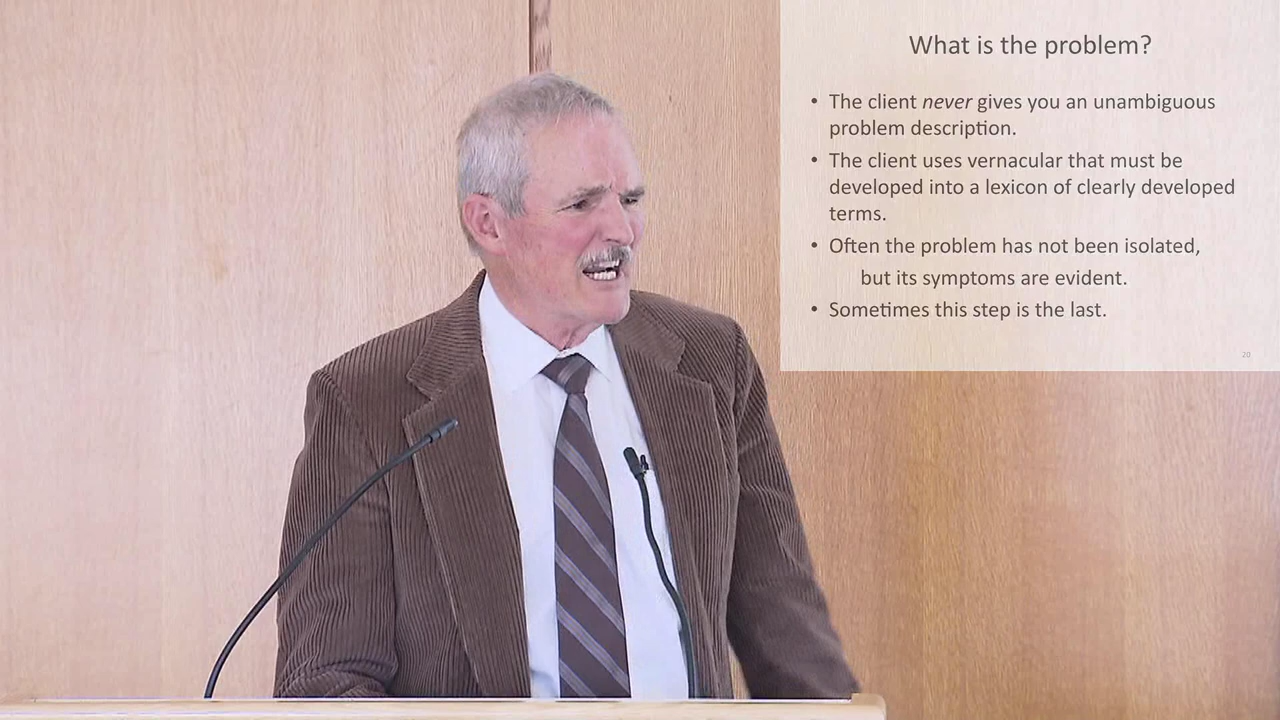 What is the problem?
• The client never gives you an unambiguous
problem description.
• The client uses vernacular that must be
developed into a lexicon of clearly developed
terms.
• Often the problem has not been isolated,
but its symptoms are evident.
• Sometimes this step is the last.
20